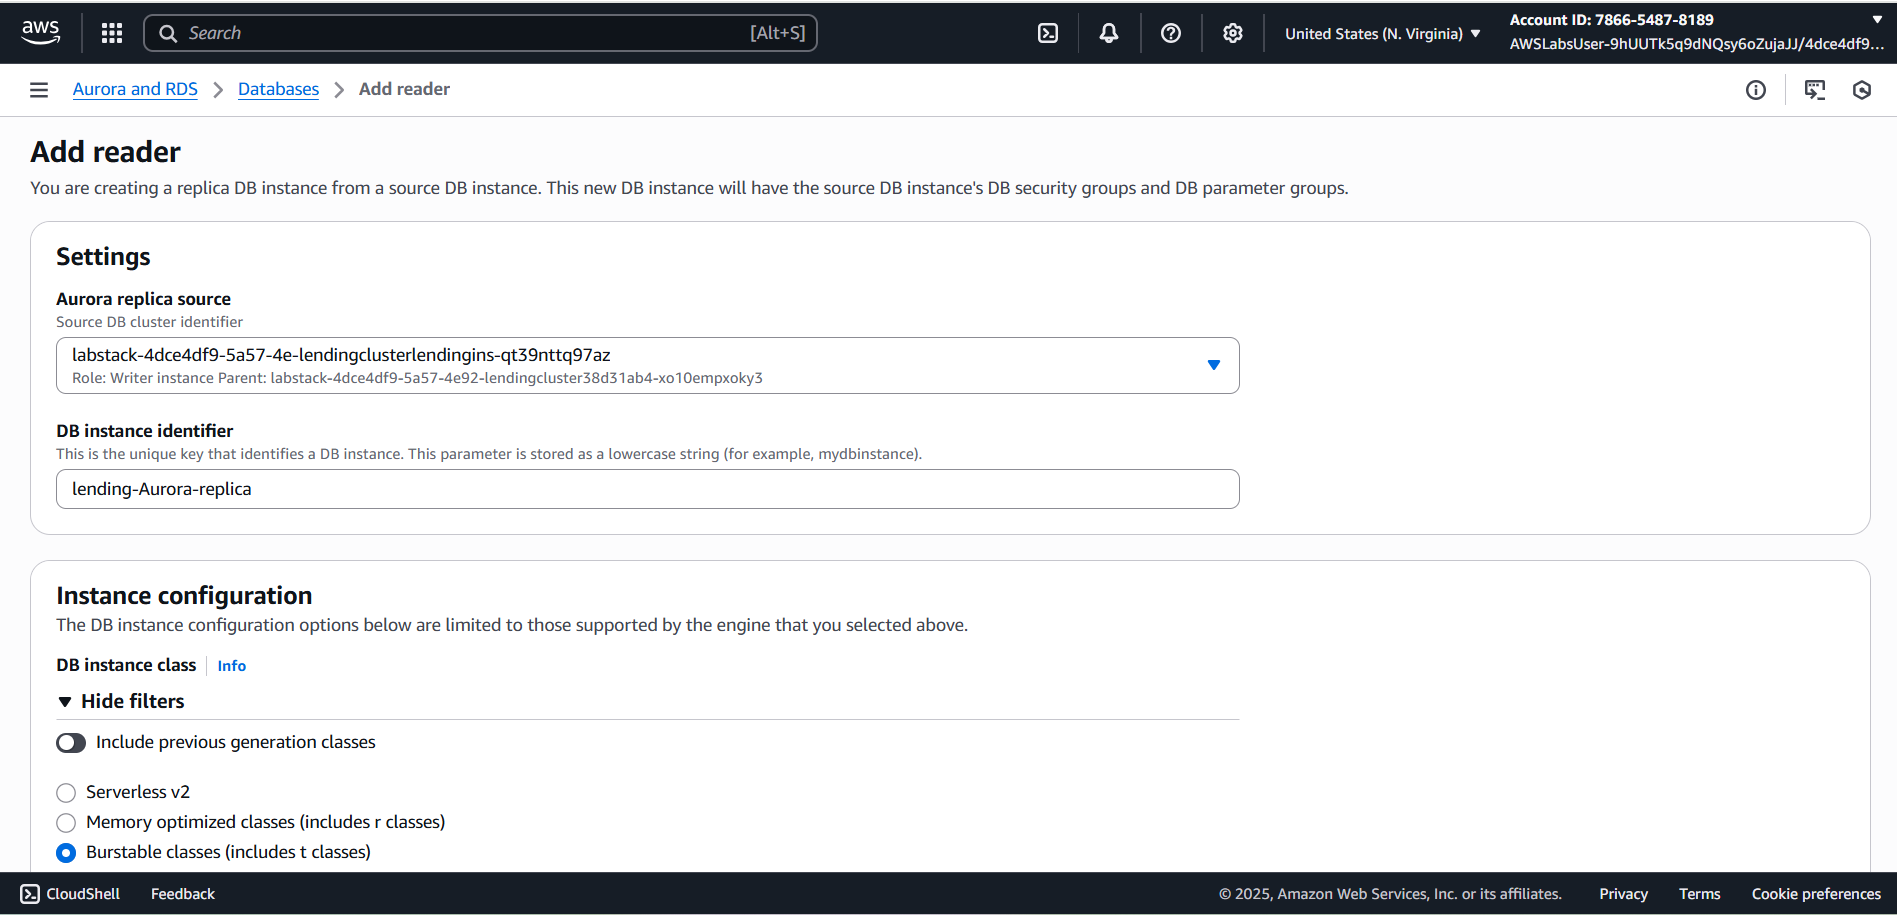 aws
Search [Alt+S]
United States (N. Virginia)
Account ID: 7866-5487-8189
AWSLabsUser-9hUUTk5q9dNQsy6oZujaJJ/4dce4df9...
Aurora and RDS > Databases > Add reader
Add reader
You are creating a replica DB instance from a source DB instance. This new DB instance will have the source DB instance's DB security groups and DB parameter groups.
Settings
Aurora replica source
Source DB cluster identifier
labstack-4dce4df9-5a57-4e-lendingclusterlendingins-qt39nttq97az
Role: Writer instance Parent: labstack-4dce4df9-5a57-4e92-lendingcluster38d31ab4-xo10empxoky3
DB instance identifier
This is the unique key that identifies a DB instance. This parameter is stored as a lowercase string (for example, mydbinstance).
lending-Aurora-replica
Instance configuration
The DB instance configuration options below are limited to those supported by the engine that you selected above.
DB instance class Info
Hide filters
Include previous generation classes
Serverless v2
Memory optimized classes (includes r classes)
Burstable classes (includes t classes)
CloudShell Feedback © 2025, Amazon Web Services, Inc. or its affiliates. Privacy Terms Cookie preferences